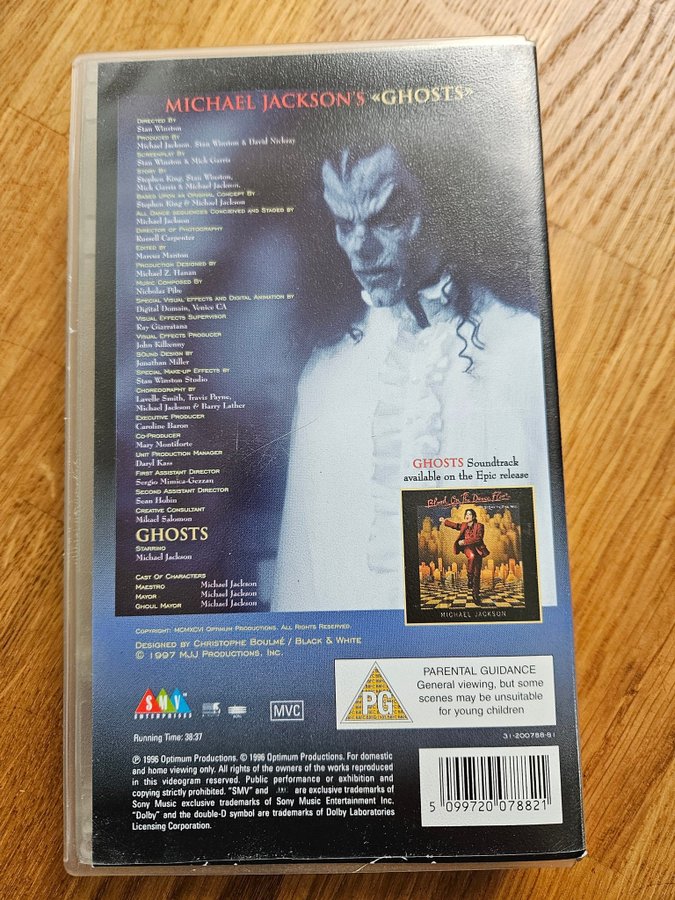 MICHAEL JACKSON'S «GHOSTS»
DIRECTED BY
Stan Winston
PRODUCED BY
Michael Jackson, Stan Winston & David Nicksay
SCREENPLAY BY
Stan Winston & Mick Garris
STORY BY
Stephen King, Stan Winston,
Mick Garris & Michael Jackson,
BASED UPON AN ORIGINAL CONCEPT BY
Stephen King & Michael Jackson
ALL DANCE SEQUENCES CONCIEVED AND STAGED BY
Michael Jackson
DIRECTOR OF PHOTOGRAPHY
Russell Carpenter
EDITED BY
Marcus Manton
PRODUCTION DESIGNED BY
Michael Z. Hanan
MUSIC COMPOSED BY
Nicholas Pike
SPECIAL VISUAL EFFECTS AND DIGITAL ANIMATION BY
Digital Domain, Venice CA
VISUAL EFFECTS SUPERVISOR
Ray Giarratana
VISUAL EFFECTS PRODUCER
John Kilkenny
SOUND DESIGN BY
Jonathan Miller
SPECIAL MAKE-UP EFFECTS BY
Stan Winston Studio
CHOREOGRAPHY BY
Lavelle Smith, Travis Payne,
Michael Jackson & Barry Lather
EXECUTIVE PRODUCER
Caroline Baron
CO-PRODUCER
Mary Montiforte
UNIT PRODUCTION MANAGER
Daryl Kass
FIRST ASSISTANT DIRECTOR
Sergio Mimica-Gezzan
SECOND ASSISTANT DIRECTOR
Sean Hobin
CREATIVE CONSULTANT
Mikael Salomon
GHOSTS
STARRING
Michael Jackson
CAST OF CHARACTERS
MAESTRO Michael Jackson
MAYOR Michael Jackson
GHOUL MAYOR Michael Jackson
GHOSTS Soundtrack
available on the Epic release
Blood On The Dance Floor
MICHAEL JACKSON
COPYRIGHT: MCMXCVI OPTIMUM PRODUCTIONS. ALL RIGHTS RESERVED.
DESIGNED BY CHRISTOPHE BOULMÉ / BLACK & WHITE
© 1997 MJJ PRODUCTIONS, INC.
SMV
ENTERPRISES
MVC
PG
PARENTAL GUIDANCE
General viewing, but some
scenes may be unsuitable
for young children
31-200788-81
Running Time: 38:37
℗ 1996 Optimum Productions. © 1996 Optimum Productions. For domestic
and home viewing only. All rights of the owners of the works reproduced
in this videogram reserved. Public performance or exhibition and
copying strictly prohibited. "SMV" and are exclusive trademarks of
Sony Music exclusive trademarks of Sony Music Entertainment Inc.
"Dolby" and the double-D symbol are trademarks of Dolby Laboratories
Licensing Corporation.
5 099720 078821